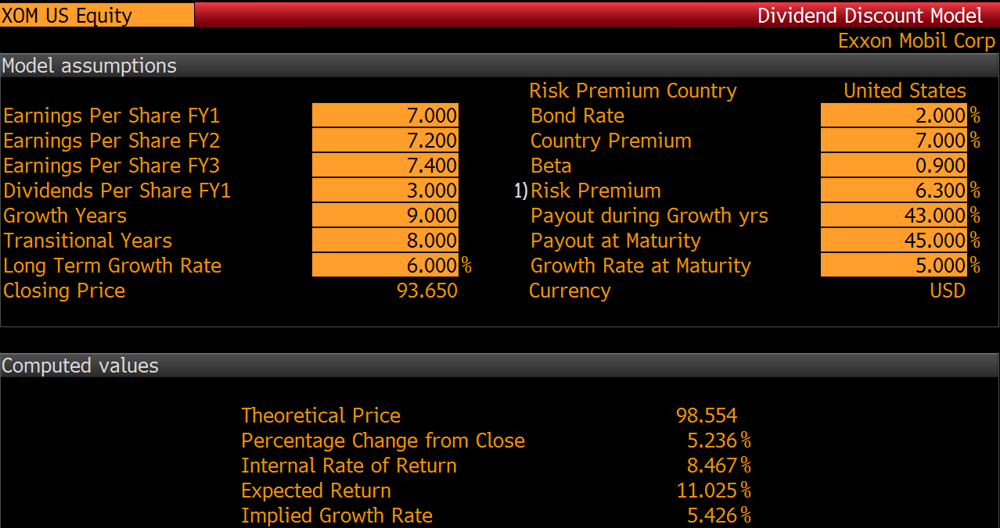 XOM US Equity Dividend Discount Model
Exxon Mobil Corp
Model assumptions
Risk Premium Country United States
Earnings Per Share FY1 7.000 Bond Rate 2.000%
Earnings Per Share FY2 7.200 Country Premium 7.000%
Earnings Per Share FY3 7.400 Beta 0.900
Dividends Per Share FY1 3.000 1) Risk Premium 6.300%
Growth Years 9.000 Payout during Growth yrs 43.000%
Transitional Years 8.000 Payout at Maturity 45.000%
Long Term Growth Rate 6.000% Growth Rate at Maturity 5.000%
Closing Price 93.650 Currency USD
Computed values
Theoretical Price 98.554
Percentage Change from Close 5.236%
Internal Rate of Return 8.467%
Expected Return 11.025%
Implied Growth Rate 5.426%